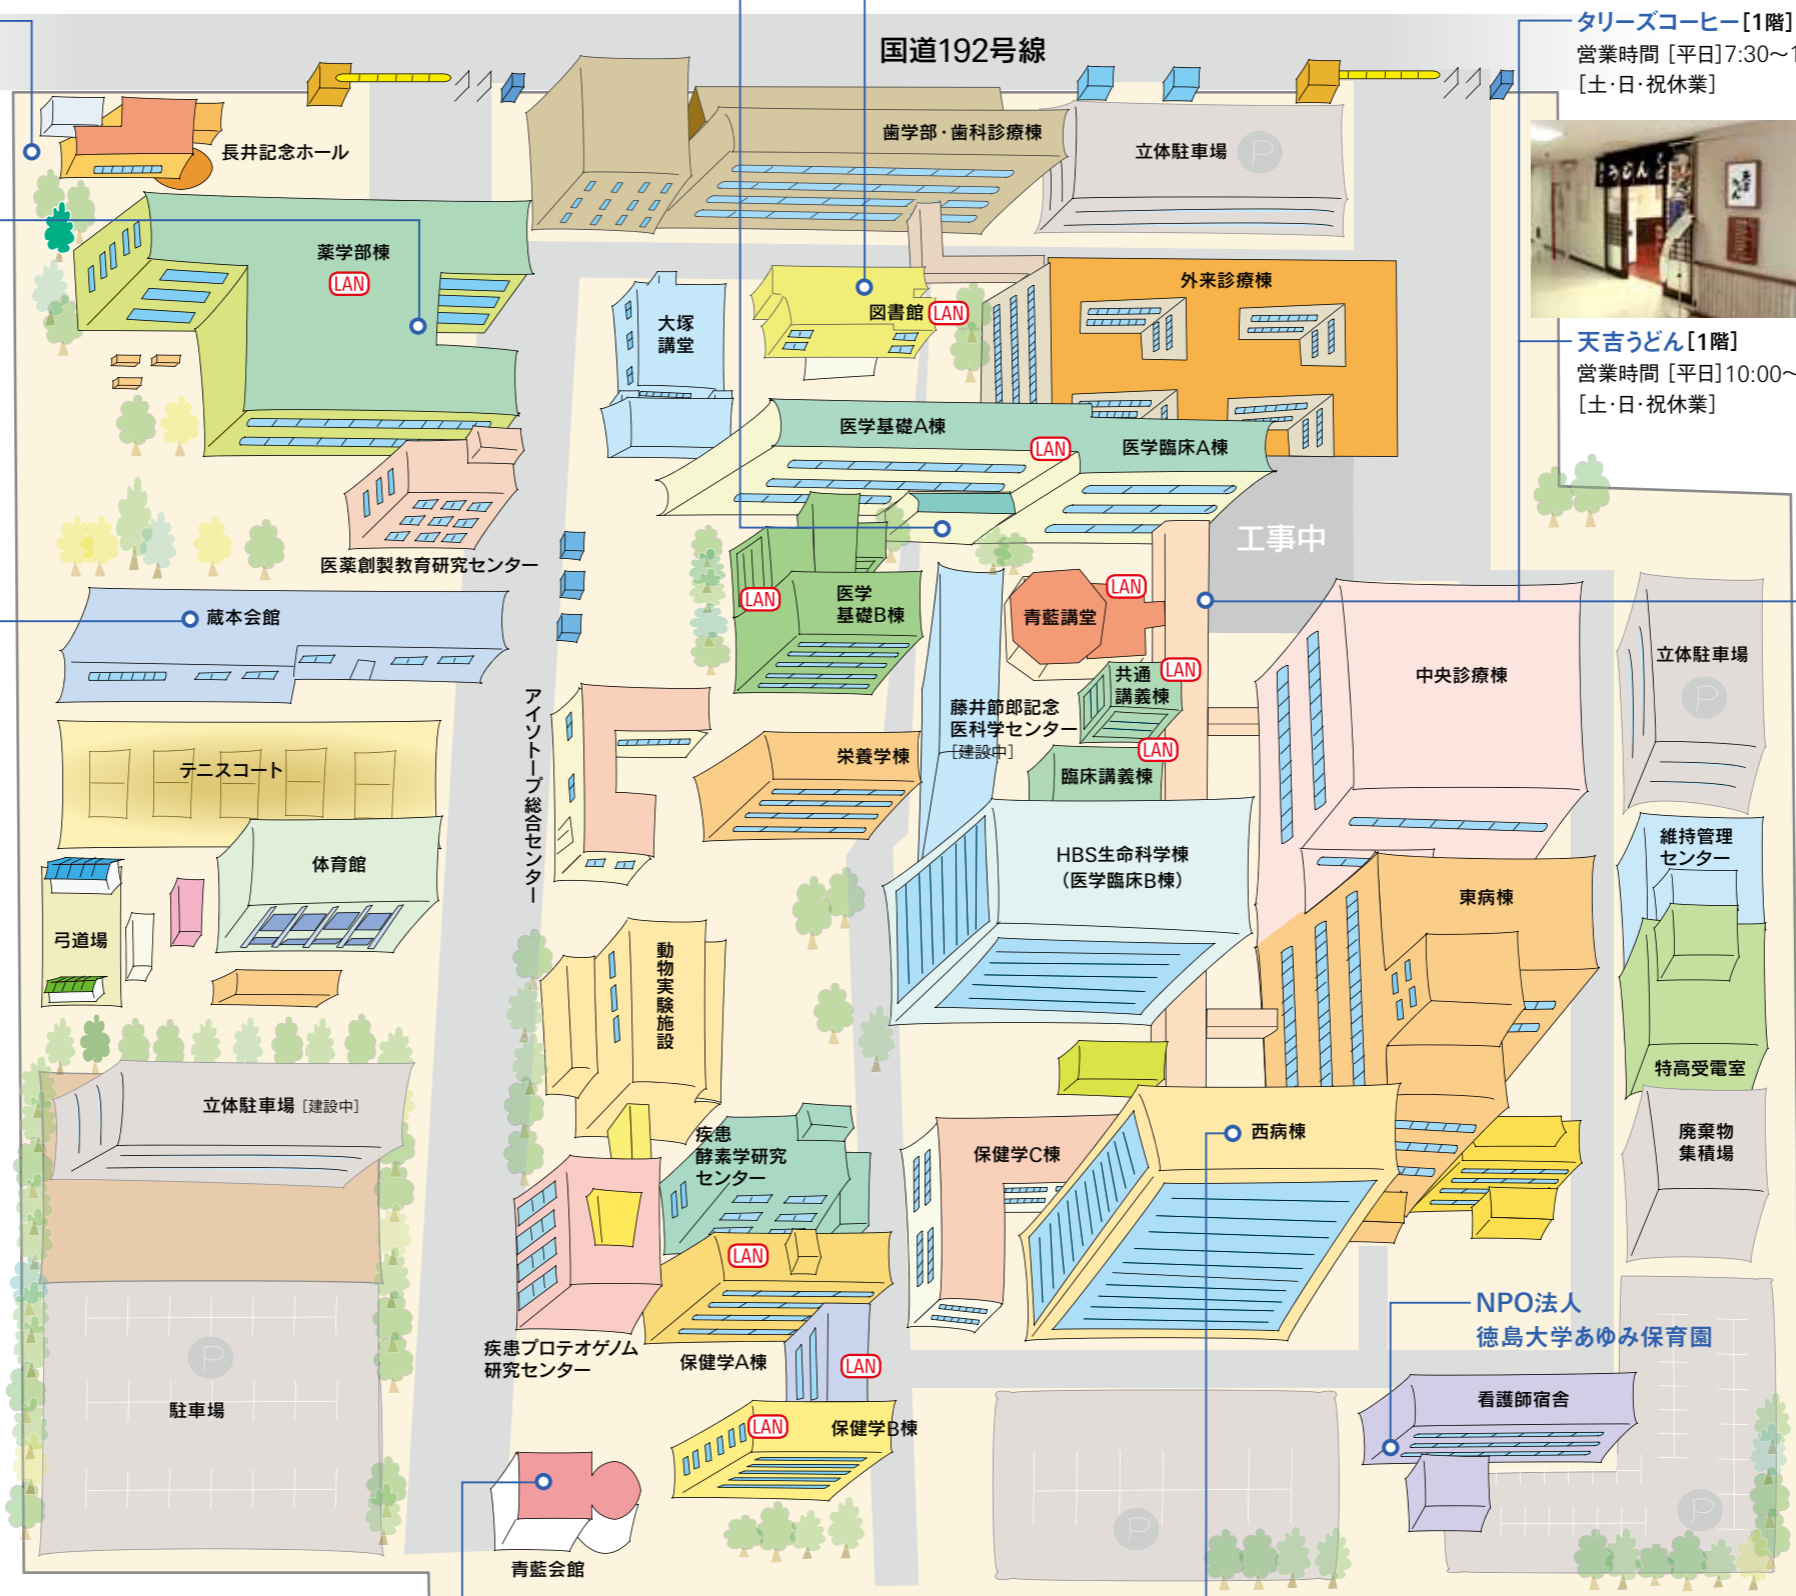 国道192号線
タリーズコーヒー[1階]
営業時間 [平日]7:30〜1
[土・日・祝休業]
長井記念ホール
歯学部・歯科診療棟
立体駐車場
P
うどん
薬学部棟
LAN
大塚
講堂
図書館
LAN
外来診療棟
天吉うどん[1階]
営業時間 [平日]10:00〜
[土・日・祝休業]
医学基礎A棟
LAN
医学臨床A棟
工事中
医薬創製教育研究センター
蔵本会館
LAN
医学
基礎B棟
青藍講堂
LAN
共通
講義棟
LAN
中央診療棟
立体駐車場
P
藤井節郎記念
医科学センター
[建設中]
LAN
臨床講義棟
アイソトープ総合センター
栄養学棟
テニスコート
体育館
弓道場
HBS生命科学棟
(医学臨床B棟)
維持管理
センター
東病棟
動物実験施設
特高受電室
立体駐車場 [建設中]
疾患
酵素学研究
センター
保健学C棟
西病棟
廃棄物
集積場
LAN
疾患プロテオゲノム
研究センター
保健学A棟
LAN
NPO法人
徳島大学あゆみ保育園
P
駐車場
LAN
保健学B棟
看護師宿舎
P
P
青藍会館